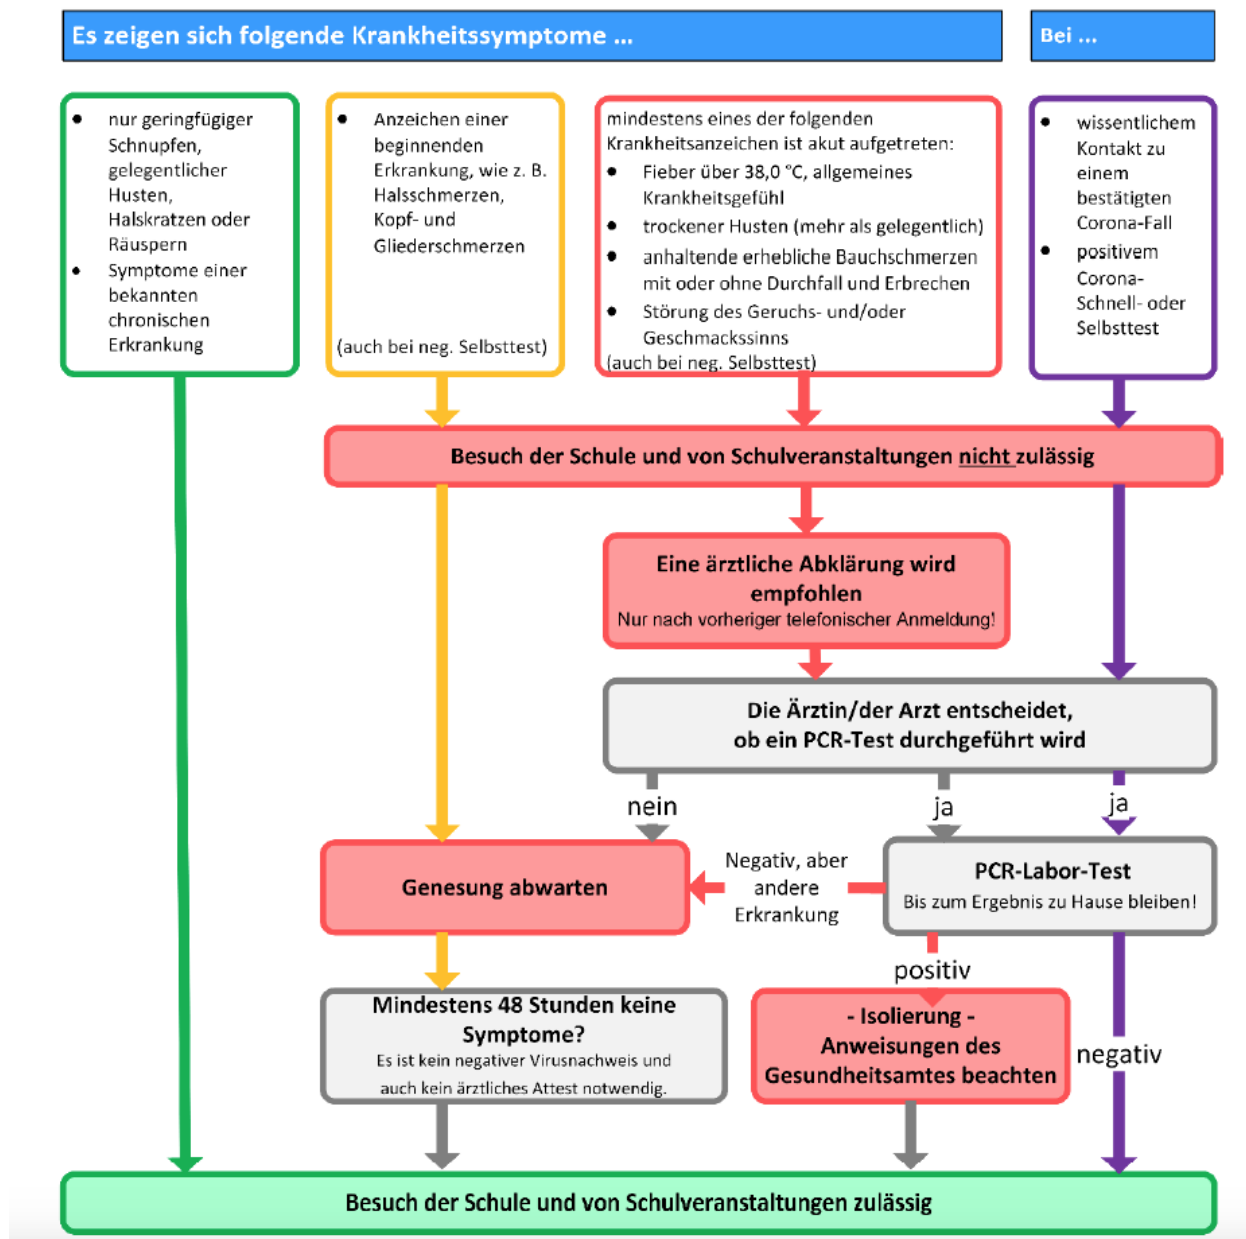 Es zeigen sich folgende Krankheitssymptome ...
Bei ...
• nur geringfügiger
Schnupfen,
gelegentlicher
Husten,
Halskratzen oder
Räuspern
• Symptome einer
bekannten
chronischen
Erkrankung
• Anzeichen einer
beginnenden
Erkrankung, wie z. B.
Halsschmerzen,
Kopf- und
Gliederschmerzen
(auch bei neg. Selbsttest)
mindestens eines der folgenden
Krankheitsanzeichen ist akut aufgetreten:
• Fieber über 38,0 °C, allgemeines
Krankheitsgefühl
• trockener Husten (mehr als gelegentlich)
• anhaltende erhebliche Bauchschmerzen
mit oder ohne Durchfall und Erbrechen
• Störung des Geruchs- und/oder
Geschmackssinns
(auch bei neg. Selbsttest)
• wissentlichem
Kontakt zu
einem
bestätigten
Corona-Fall
• positivem
Corona-
Schnell- oder
Selbsttest
Besuch der Schule und von Schulveranstaltungen nicht zulässig
Eine ärztliche Abklärung wird
empfohlen
Nur nach vorheriger telefonischer Anmeldung!
Die Ärztin/der Arzt entscheidet,
ob ein PCR-Test durchgeführt wird
nein
ja
ja
Genesung abwarten
Negativ, aber
andere
Erkrankung
PCR-Labor-Test
Bis zum Ergebnis zu Hause bleiben!
positiv
Mindestens 48 Stunden keine
Symptome?
Es ist kein negativer Virusnachweis und
auch kein ärztliches Attest notwendig.
- Isolierung -
Anweisungen des
Gesundheitsamtes beachten
negativ
Besuch der Schule und von Schulveranstaltungen zulässig